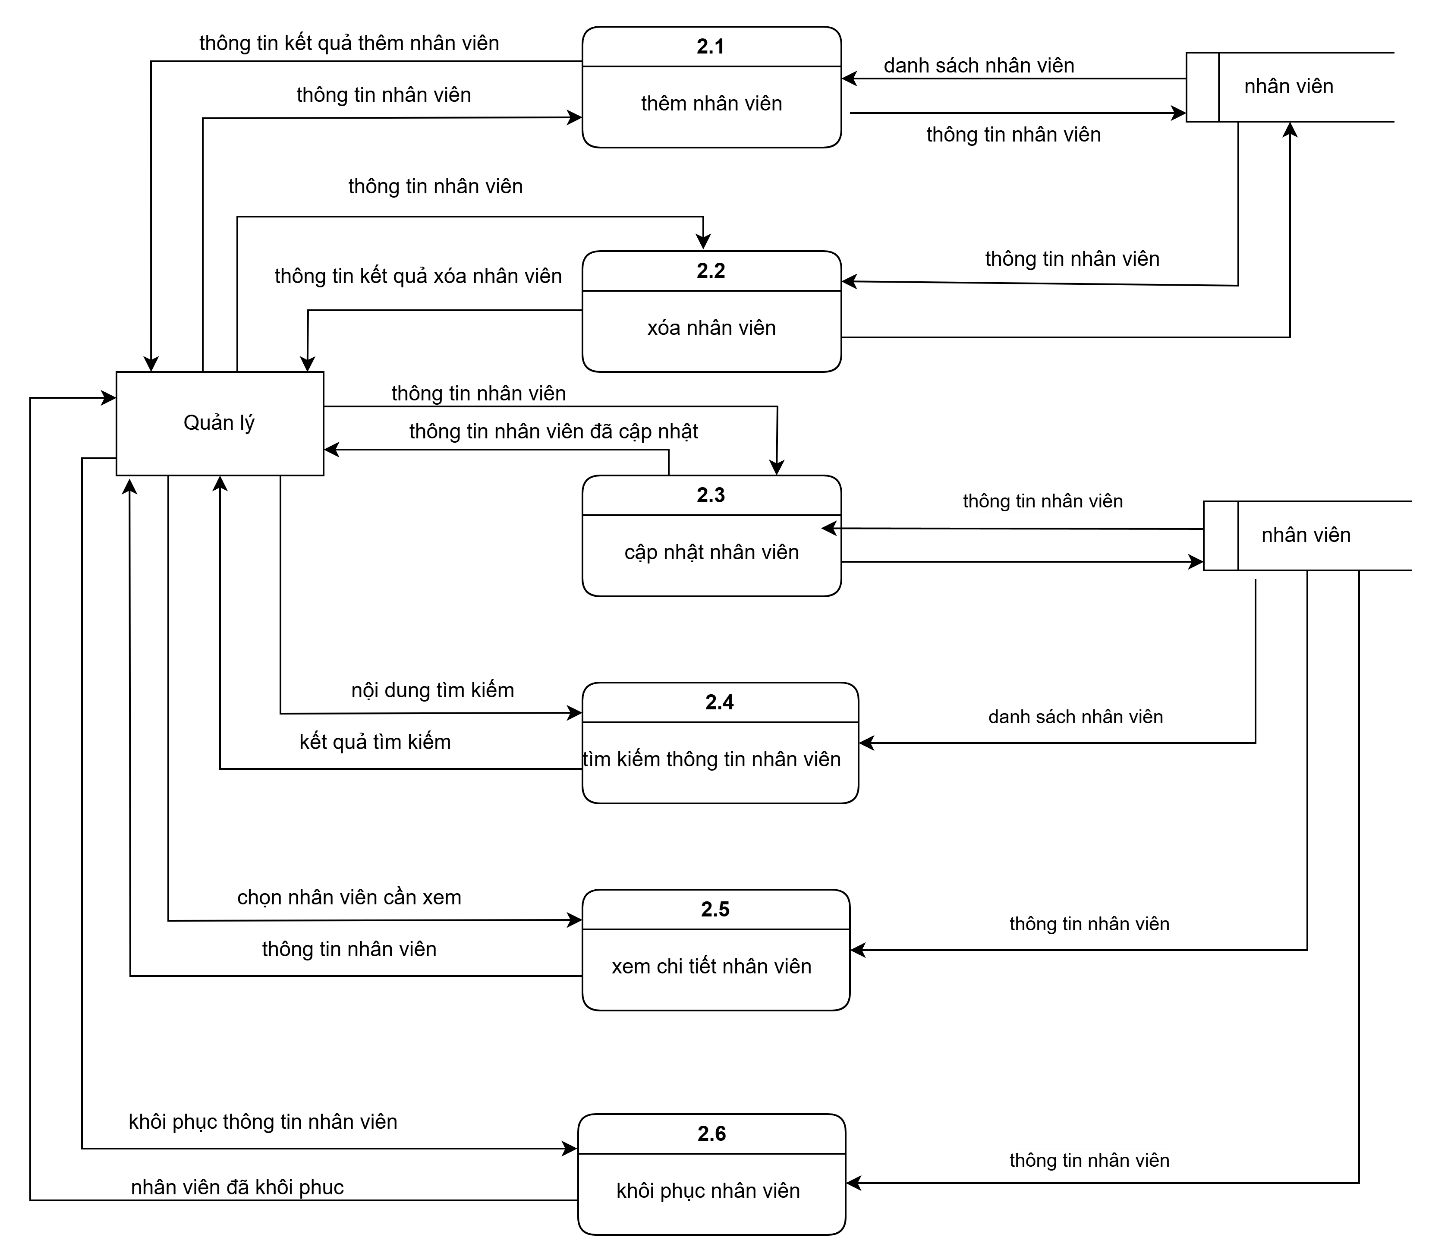 thông tin kết quả thêm nhân viên
2.1
danh sách nhân viên
nhân viên
thông tin nhân viên
thêm nhân viên
thông tin nhân viên
thông tin nhân viên
thông tin nhân viên
thông tin kết quả xóa nhân viên
2.2
xóa nhân viên
thông tin nhân viên
Quản lý
thông tin nhân viên đã cập nhật
2.3
thông tin nhân viên
cập nhật nhân viên
nhân viên
nội dung tìm kiếm
2.4
danh sách nhân viên
kết quả tìm kiếm
tìm kiếm thông tin nhân viên
chọn nhân viên cần xem
2.5
thông tin nhân viên
thông tin nhân viên
xem chi tiết nhân viên
khôi phục thông tin nhân viên
2.6
thông tin nhân viên
nhân viên đã khôi phuc
khôi phục nhân viên